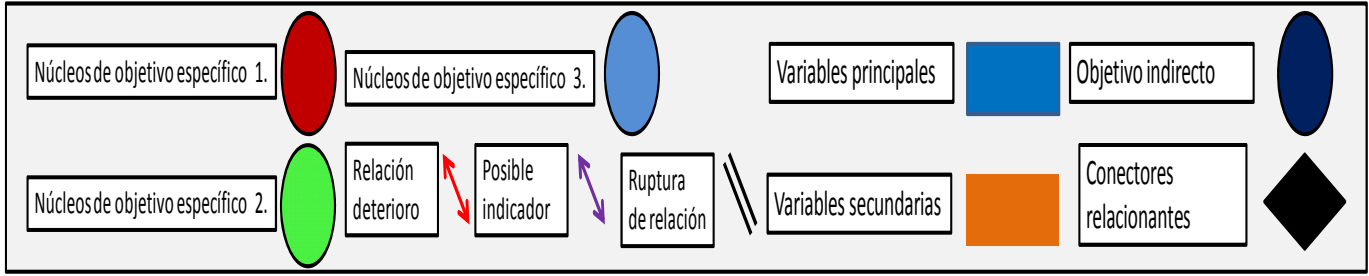 Núcleos de objetivo específico 1.
Núcleos de objetivo específico 3.
Variables principales
Objetivo indirecto
Núcleos de objetivo específico 2.
Relación
deterioro
Posible
indicador
Ruptura
de relación
Variables secundarias
Conectores
relacionantes